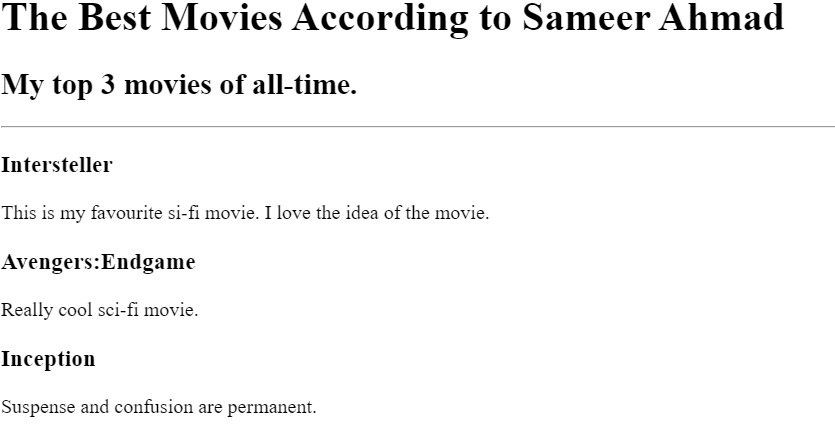 The Best Movies According to Sameer Ahmad
My top 3 movies of all-time.
Intersteller
This is my favourite si-fi movie. I love the idea of the movie.
Avengers:Endgame
Really cool sci-fi movie.
Inception
Suspense and confusion are permanent.